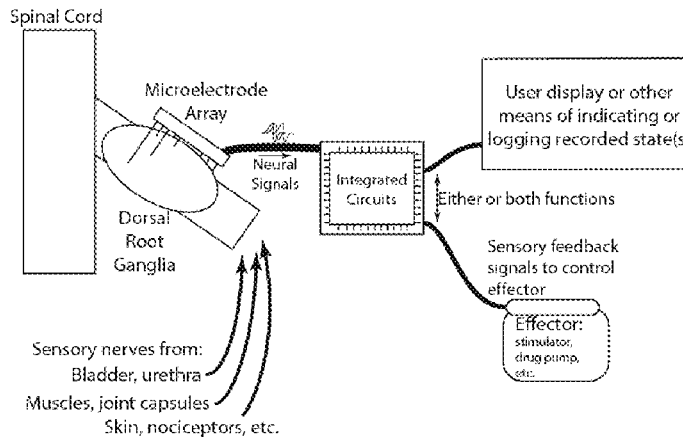 Spinal Cord
Microelectrode
Array
Neural
Signals
Integrated
Circuits
User display or other
means of indicating or
logging recorded state(s
Either or both functions
Dorsal
Root
Ganglia
Sensory feedback
signals to control
effector
Effector:
stimulator,
drug pump,
etc.
Sensory nerves from:
Bladder, urethra
Muscles, joint capsules
Skin, nociceptors, etc.